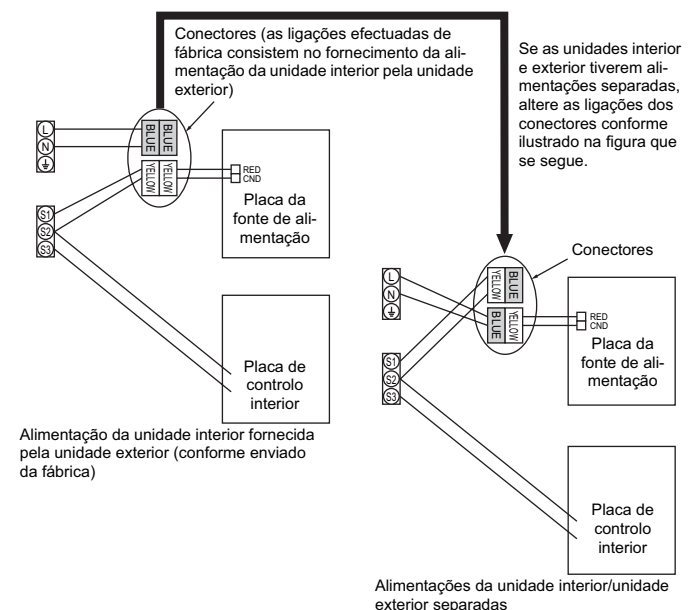 Conectores (as ligações efectuadas de
fábrica consistem no fornecimento da ali-
mentação da unidade interior pela unidade
exterior)
Se as unidades interior
e exterior tiverem ali-
mentações separadas,
altere as ligações dos
conectores conforme
ilustrado na figura que
se segue.
L
N
BLUE
BLUE
YELLOW
YELLOW
RED
CND
Placa da
fonte de ali-
mentação
S1
S2
S3
Placa de
controlo
interior
Alimentação da unidade interior fornecida
pela unidade exterior (conforme enviado
da fábrica)
Conectores
L
N
YELLOW
BLUE
BLUE
YELLOW
RED
CND
Placa da
fonte de ali-
mentação
S1
S2
S3
Placa de
controlo
interior
Alimentações da unidade interior/unidade
exterior separadas